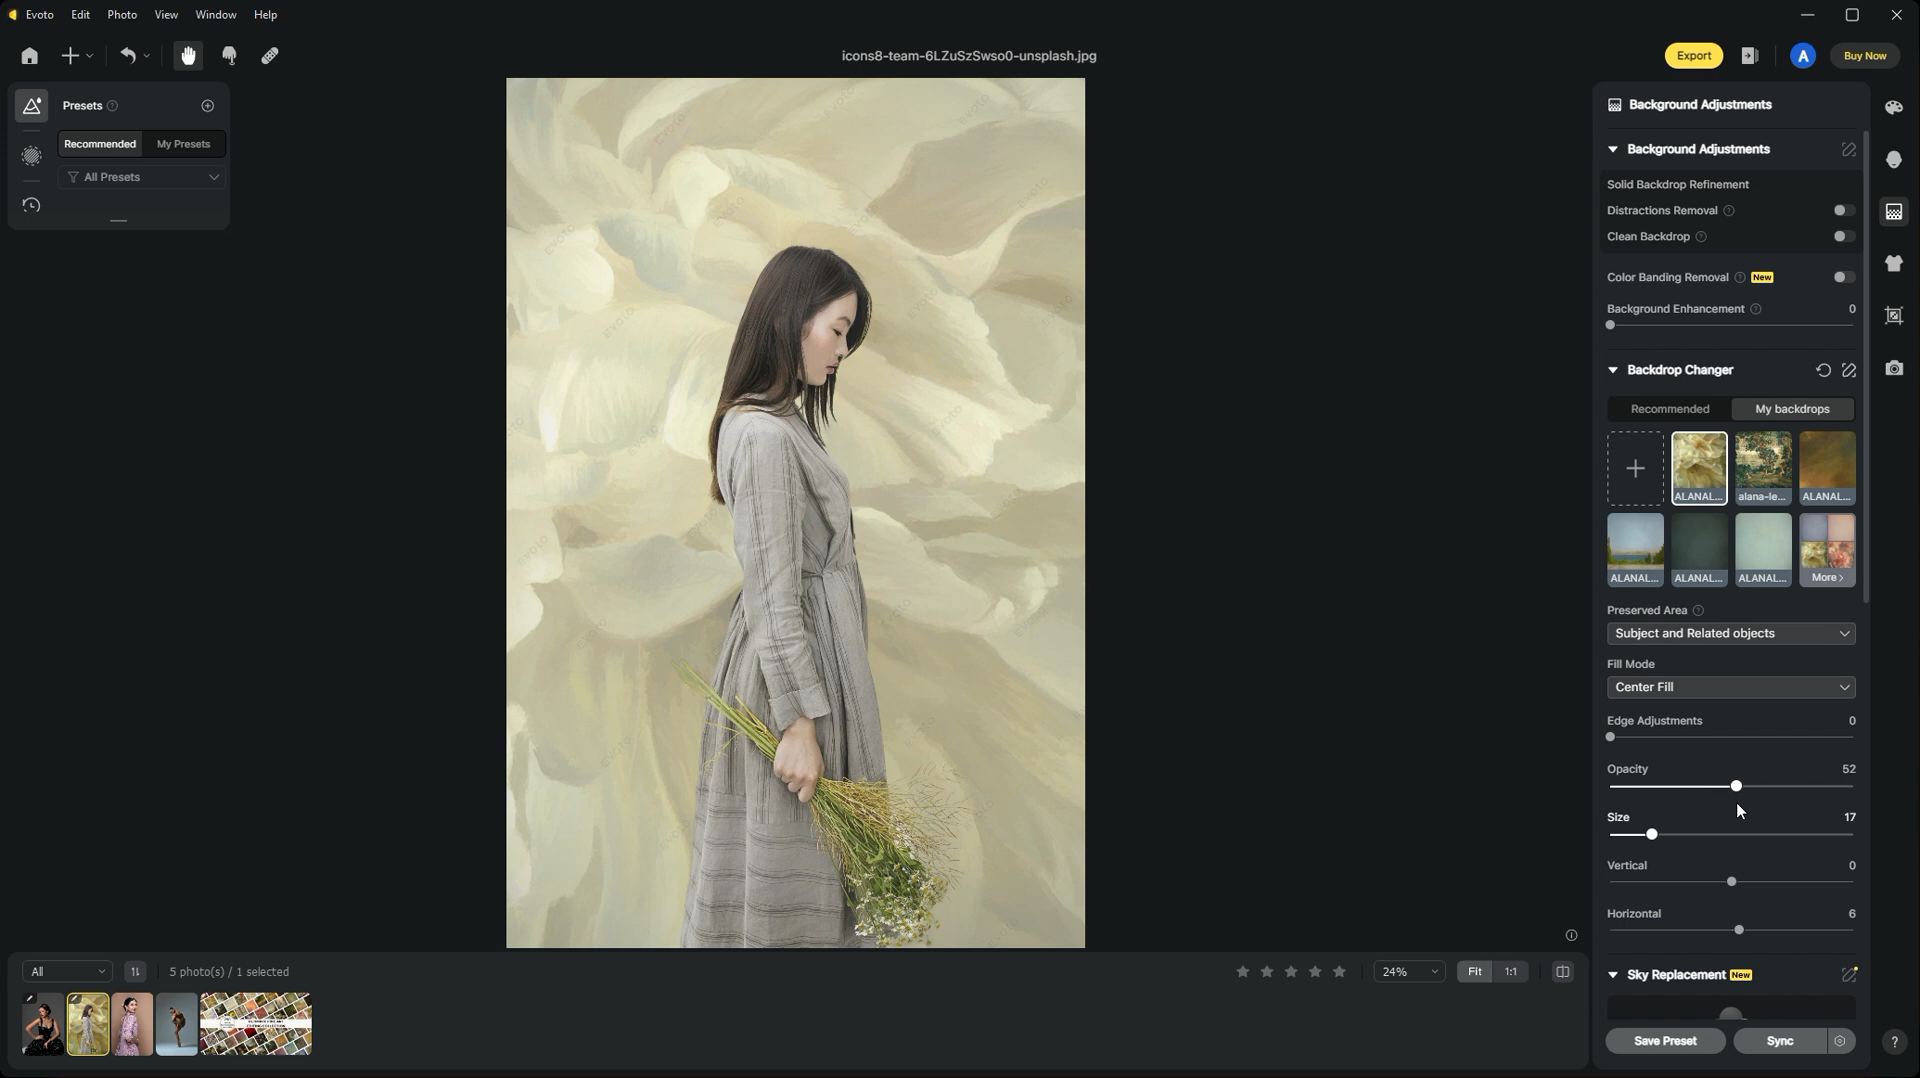 Evoto Edit Photo View Window Help
icons8-team-6LZuSzSwso0-unsplash.jpg
Export
A
Buy Now
Presets
Recommended My Presets
All Presets
Background Adjustments
Background Adjustments
Solid Backdrop Refinement
Distractions Removal
Clean Backdrop
Color Banding Removal New
Background Enhancement 0
Backdrop Changer
Recommended My backdrops
ALANAL... alana-le... ALANAL...
ALANAL... ALANAL... ALANAL... More >
Preserved Area
Subject and Related objects
Fill Mode
Center Fill
Edge Adjustments 0
Opacity 52
Size 17
Vertical 0
Horizontal 6
Sky Replacement New
Save Preset Sync
All 5 photo(s) / 1 selected 24% Fit 1:1